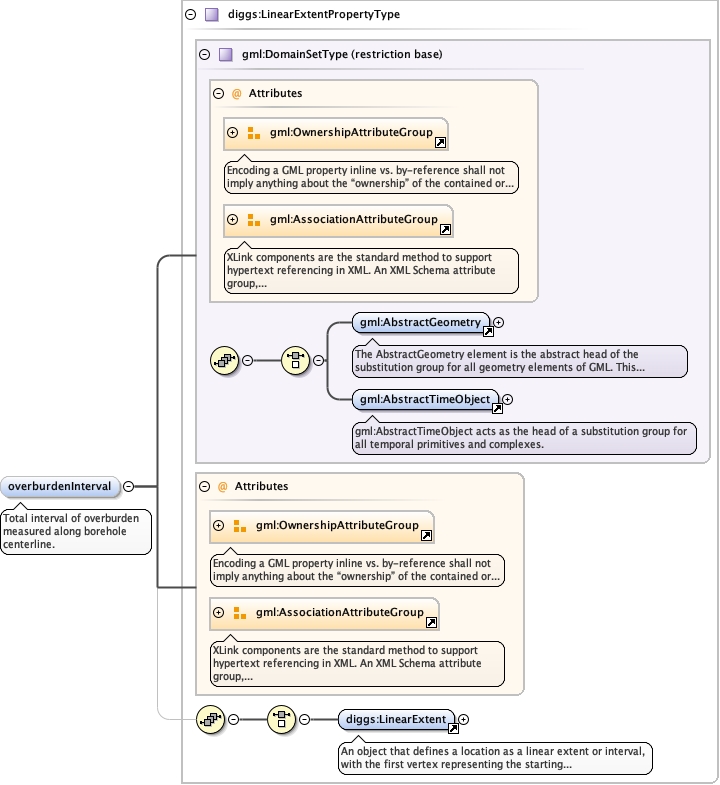 diggs:LinearExtentPropertyType
gml:DomainSetType (restriction base)
@ Attributes
gml:OwnershipAttributeGroup
Encoding a GML property inline vs. by-reference shall not
imply anything about the “ownership” of the contained or...
gml:AssociationAttributeGroup
XLink components are the standard method to support
hypertext referencing in XML. An XML Schema attribute
group,...
gml:AbstractGeometry
The AbstractGeometry element is the abstract head of the
substitution group for all geometry elements of GML. This...
gml:AbstractTimeObject
gml:AbstractTimeObject acts as the head of a substitution group for
all temporal primitives and complexes.
overburdenInterval
Total interval of overburden
measured along borehole
centerline.
@ Attributes
gml:OwnershipAttributeGroup
Encoding a GML property inline vs. by-reference shall not
imply anything about the “ownership” of the contained or...
gml:AssociationAttributeGroup
XLink components are the standard method to support
hypertext referencing in XML. An XML Schema attribute
group,...
diggs:LinearExtent
An object that defines a location as a linear extent or interval,
with the first vertex representing the starting...